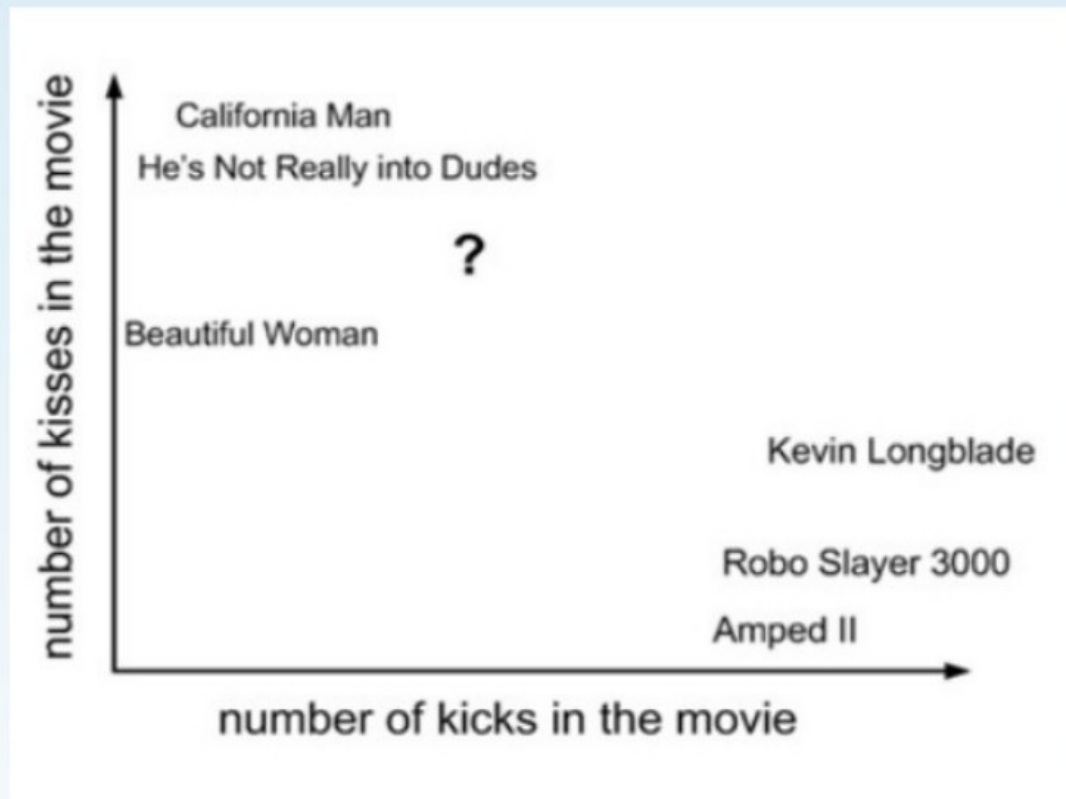 number of kisses in the movie
California Man
He's Not Really into Dudes
?
Beautiful Woman
Kevin Longblade
Robo Slayer 3000
Amped II
number of kicks in the movie